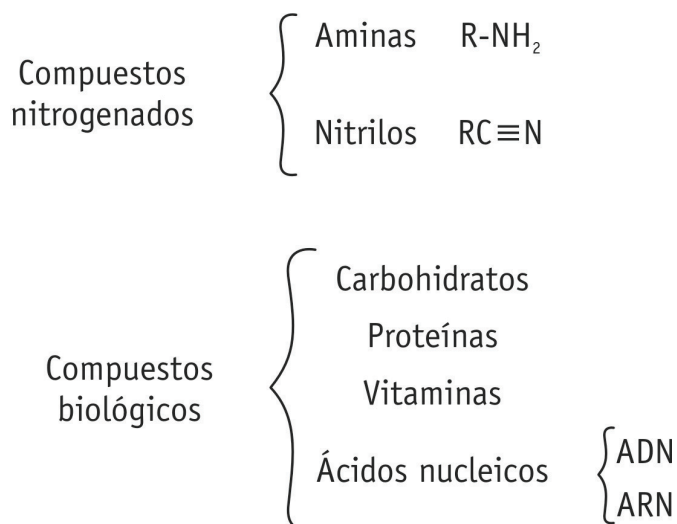 Compuestos
nitrogenados
Aminas R-NH₂
Nitrilos RC≡N
Compuestos
biológicos
Carbohidratos
Proteínas
Vitaminas
Ácidos nucleicos
ADN
ARN